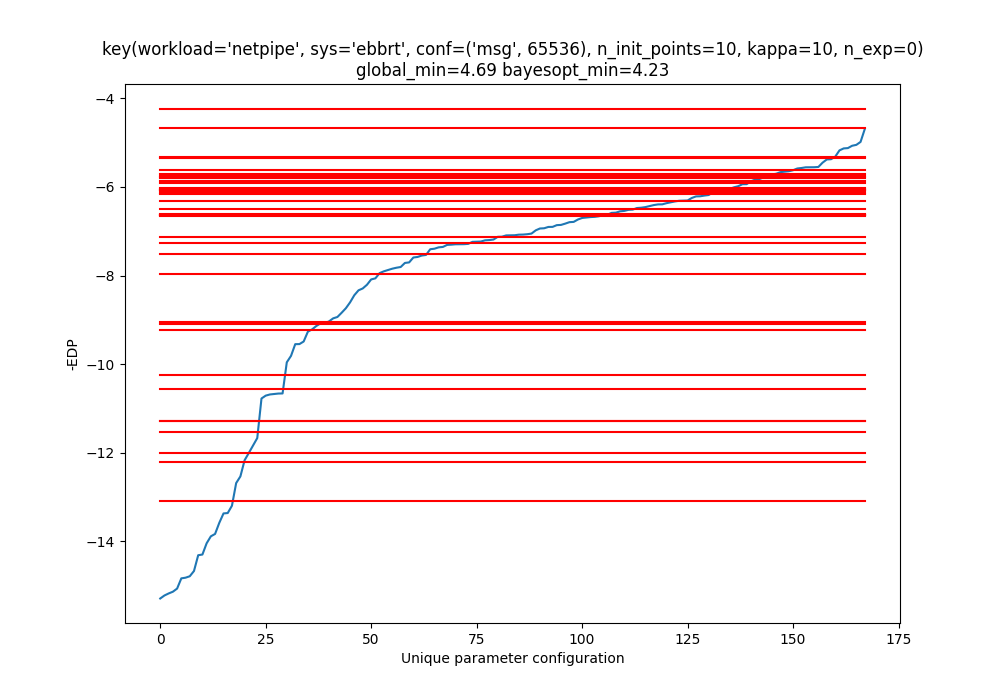 key(workload='netpipe', sys='ebbrt', conf=('msg', 65536), n_init_points=10, kappa=10, n_exp=0)
global_min=4.69 bayesopt_min=4.23
−4
−6
−8
−10
−12
−14
-EDP
0 25 50 75 100 125 150 175
Unique parameter configuration